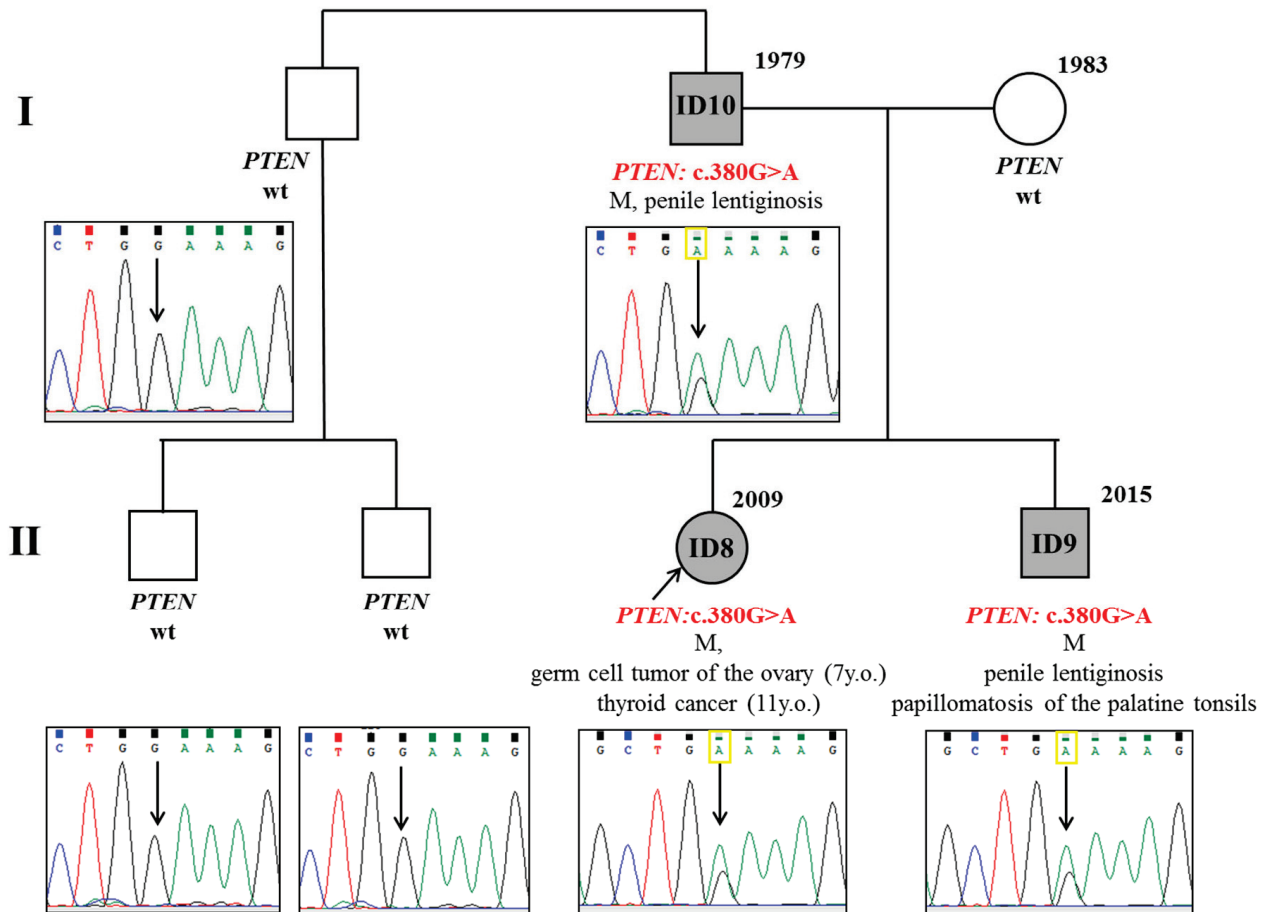 1979
1983
I
ID10
PTEN
wt
PTEN: c.380G>A
M, penile lentiginosis
PTEN
wt
C T G G A A A G
C T G A A A A G
2009
2015
II
ID8
ID9
PTEN
wt
PTEN
wt
PTEN:c.380G>A
M,
germ cell tumor of the ovary (7y.o.)
thyroid cancer (11y.o.)
PTEN: c.380G>A
M
penile lentiginosis
papillomatosis of the palatine tonsils
C T G G A A A G
C T G G A A A G
G C T G A A A A G
G C T G A A A A G